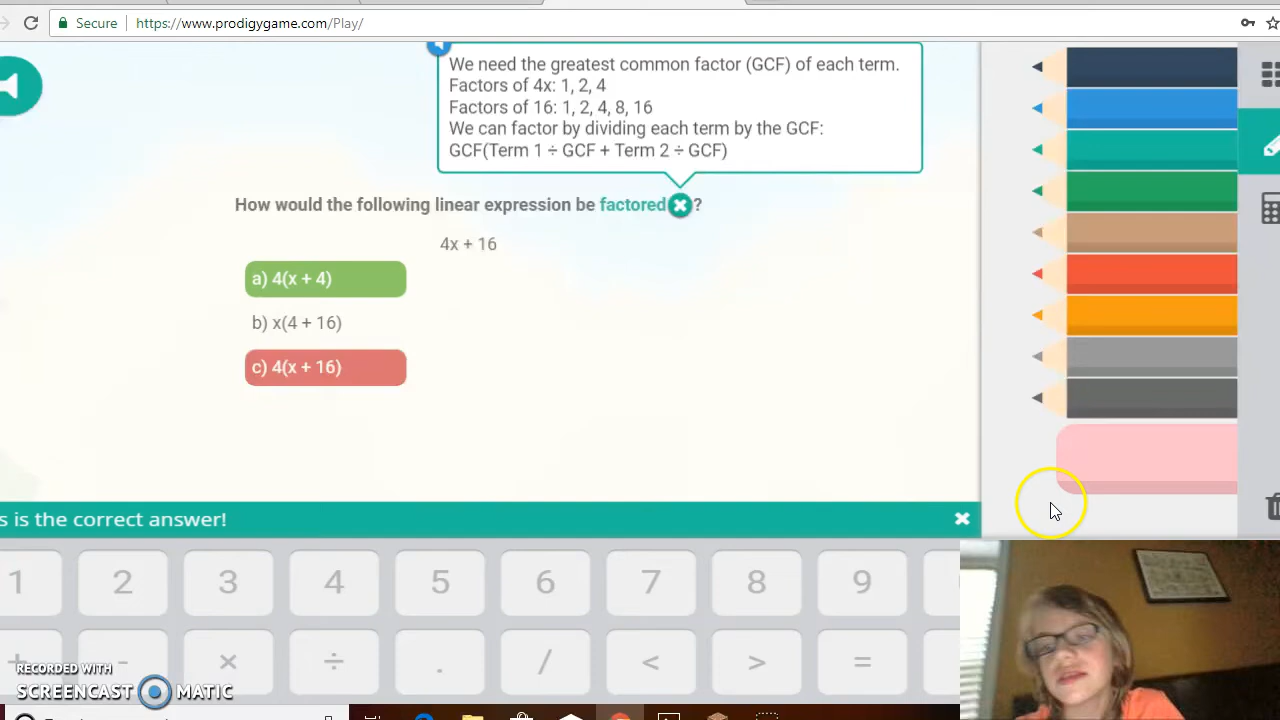 Secure https://www.prodigygame.com/Play/
We need the greatest common factor (GCF) of each term.
Factors of 4x: 1, 2, 4
Factors of 16: 1, 2, 4, 8, 16
We can factor by dividing each term by the GCF:
GCF(Term 1 ÷ GCF + Term 2 ÷ GCF)
How would the following linear expression be factored ?
4x + 16
a) 4(x + 4)
b) x(4 + 16)
c) 4(x + 16)
s is the correct answer!
1 2 3 4 5 6 7 8 9
+ - × ÷ . / < > =
RECORDED WITH
SCREENCAST MATIC